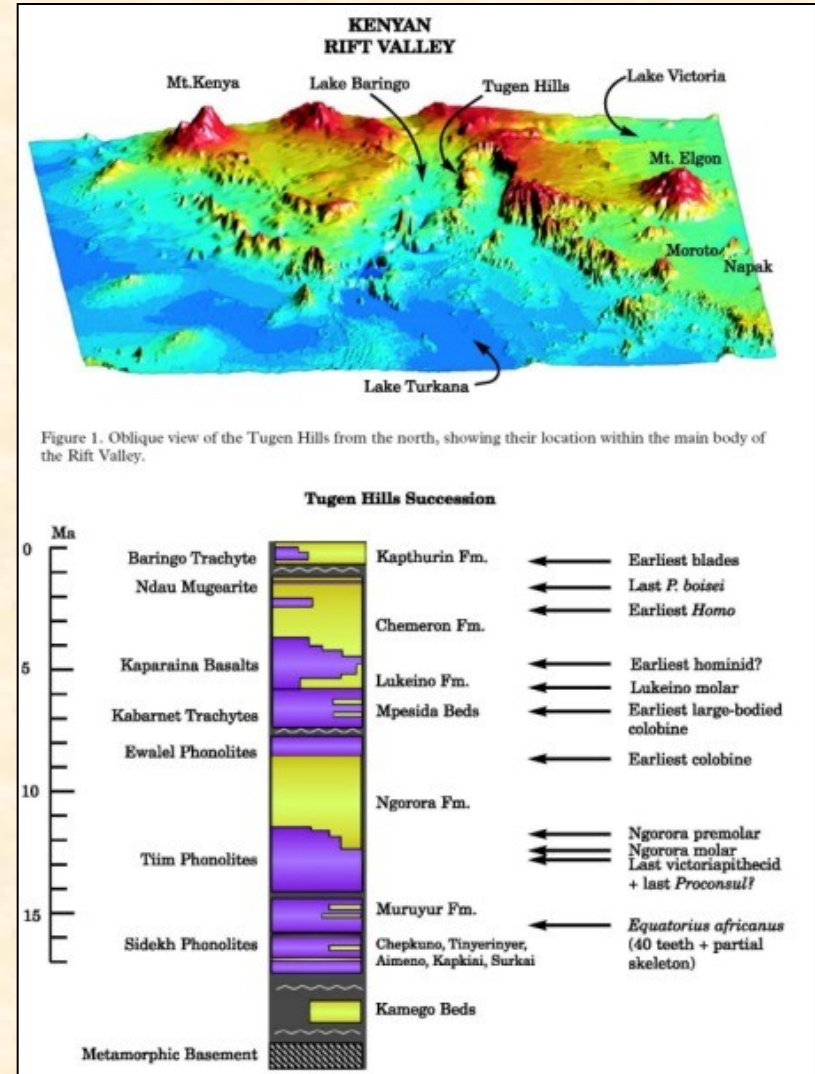 KENYAN
RIFT VALLEY
Mt.Kenya
Lake Baringo
Tugen Hills
Lake Victoria
Mt. Elgon
Moroto
Napak
Lake Turkana
Figure 1. Oblique view of the Tugen Hills from the north, showing their location within the main body of
the Rift Valley.
Tugen Hills Succession
Ma
0
5
10
15
Baringo Trachyte
Ndau Mugearite
Kaparaina Basalts
Kabarnet Trachytes
Ewalel Phonolites
Tiim Phonolites
Sidekh Phonolites
Metamorphic Basement
Kapthurin Fm.
Chemeron Fm.
Lukeino Fm.
Mpesida Beds
Ngorora Fm.
Muruyur Fm.
Chepkuno, Tinyerinyer,
Aimeno, Kapkiai, Surkai
Kamego Beds
Earliest blades
Last P. boisei
Earliest Homo
Earliest hominid?
Lukeino molar
Earliest large-bodied
colobine
Earliest colobine
Ngorora premolar
Ngorora molar
Last victoriapithecid
+ last Proconsul?
Equatorius africanus
(40 teeth + partial
skeleton)